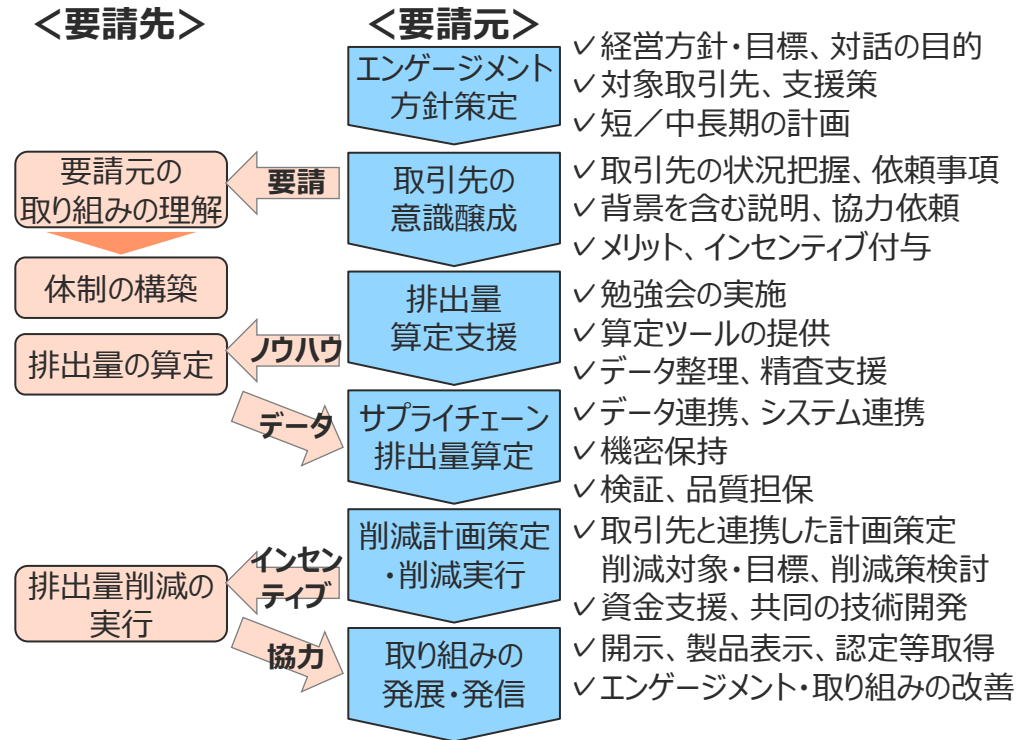 ＜要請先＞
＜要請元＞
エンゲージメント
方針策定
✓経営方針・目標、対話の目的
✓対象取引先、支援策
✓短／中長期の計画
要請元の
取り組みの理解
要請
取引先の
意識醸成
✓取引先の状況把握、依頼事項
✓背景を含む説明、協力依頼
✓メリット、インセンティブ付与
体制の構築
排出量の算定
ノウハウ
排出量
算定支援
✓勉強会の実施
✓算定ツールの提供
✓データ整理、精査支援
データ
サプライチェーン
排出量算定
✓データ連携、システム連携
✓機密保持
✓検証、品質担保
排出量削減の
実行
インセン
ティブ
削減計画策定
・削減実行
✓取引先と連携した計画策定
削減対象・目標、削減策検討
✓資金支援、共同の技術開発
協力
取り組みの
発展・発信
✓開示、製品表示、認定等取得
✓エンゲージメント・取り組みの改善